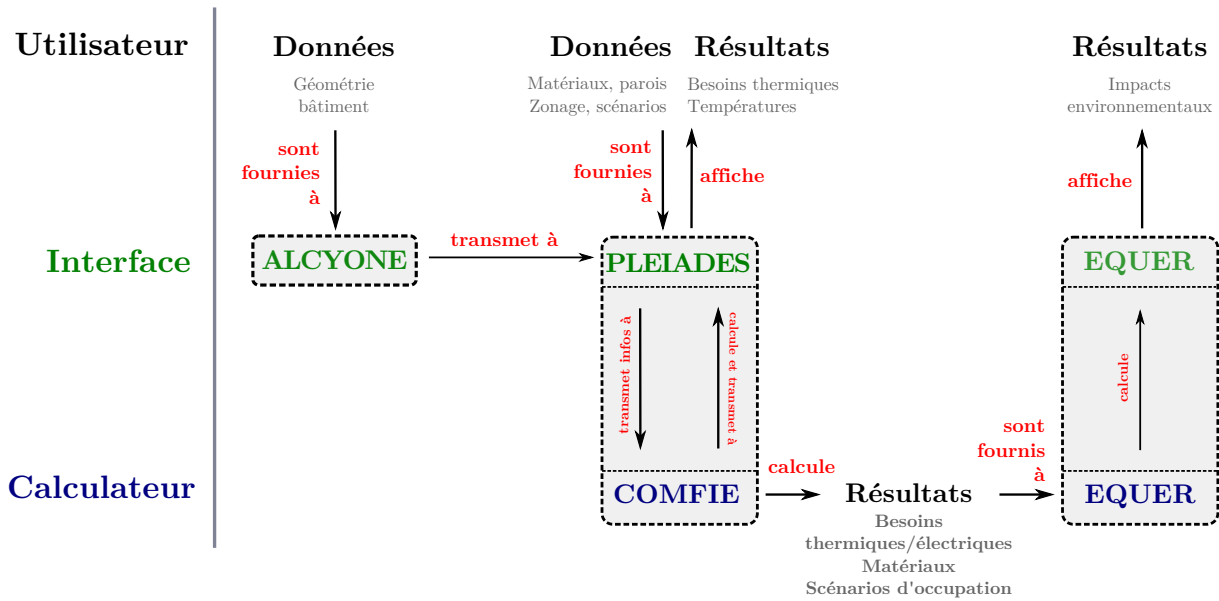 Utilisateur
Données
Données
Résultats
Résultats
Géométrie
bâtiment
Matériaux, parois
Zonage, scénarios
Besoins thermiques
Températures
Impacts
environnementaux
sont
fournies
à
sont
fournies
à
affiche
affiche
Interface
ALCYONE
transmet à
PLEIADES
EQUER
transmet infos à
calcule et transmet à
calcule
Calculateur
COMFIE
calcule
Résultats
Besoins
thermiques/électriques
Matériaux
Scénarios d'occupation
sont
fournis
à
EQUER